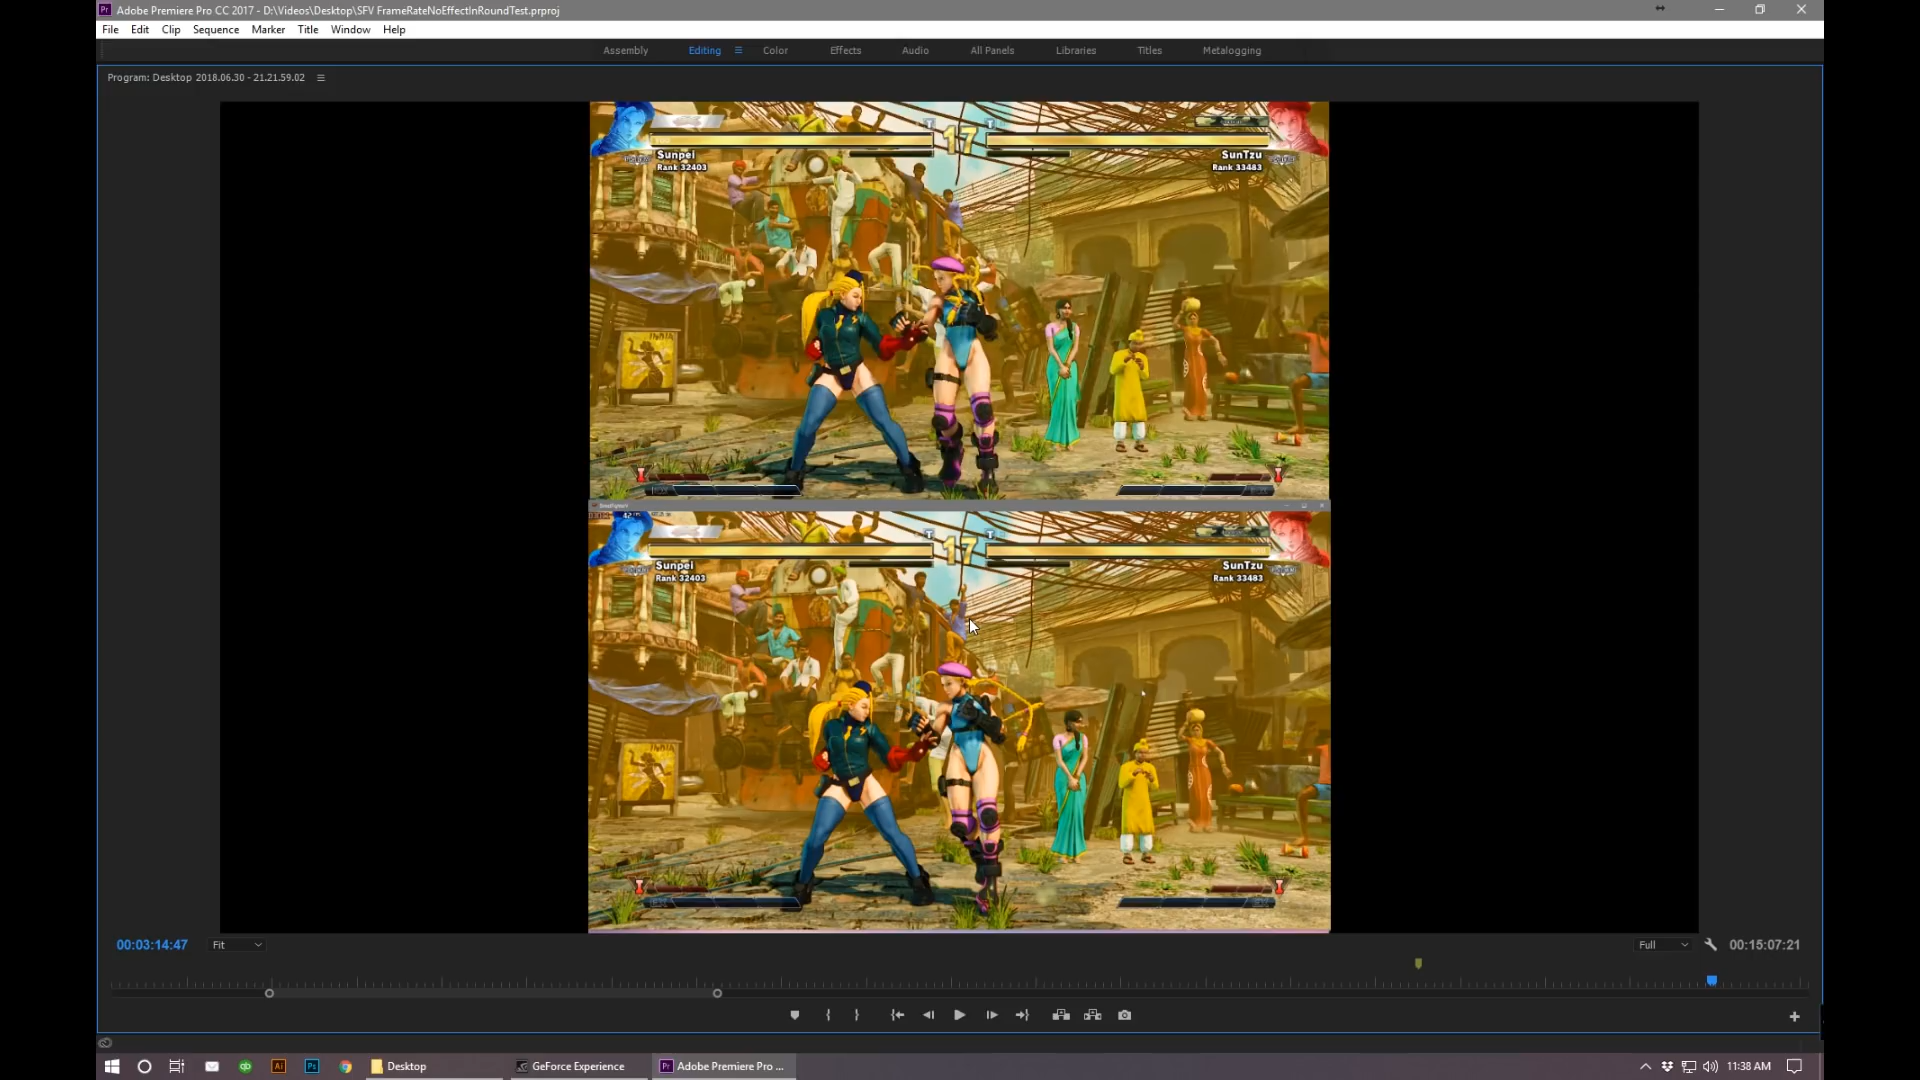 Adobe Premiere Pro CC 2017 - D:\Videos\Desktop\SFV FrameRateNoEffectInRoundTest.prproj
File Edit Clip Sequence Marker Title Window Help
Assembly Editing Color Effects Audio All Panels Libraries Titles Metalogging
Program: Desktop 2018.06.30 - 21.21.59.02
17
Sunpei SunTzu
Rank 32403 Rank 33483
INDIA
17
Sunpei SunTzu
Rank 32403 Rank 33483
INDIA
00:03:14:47 Fit Full 00:15:07:21
Desktop GeForce Experience Adobe Premiere Pro ... 11:38 AM